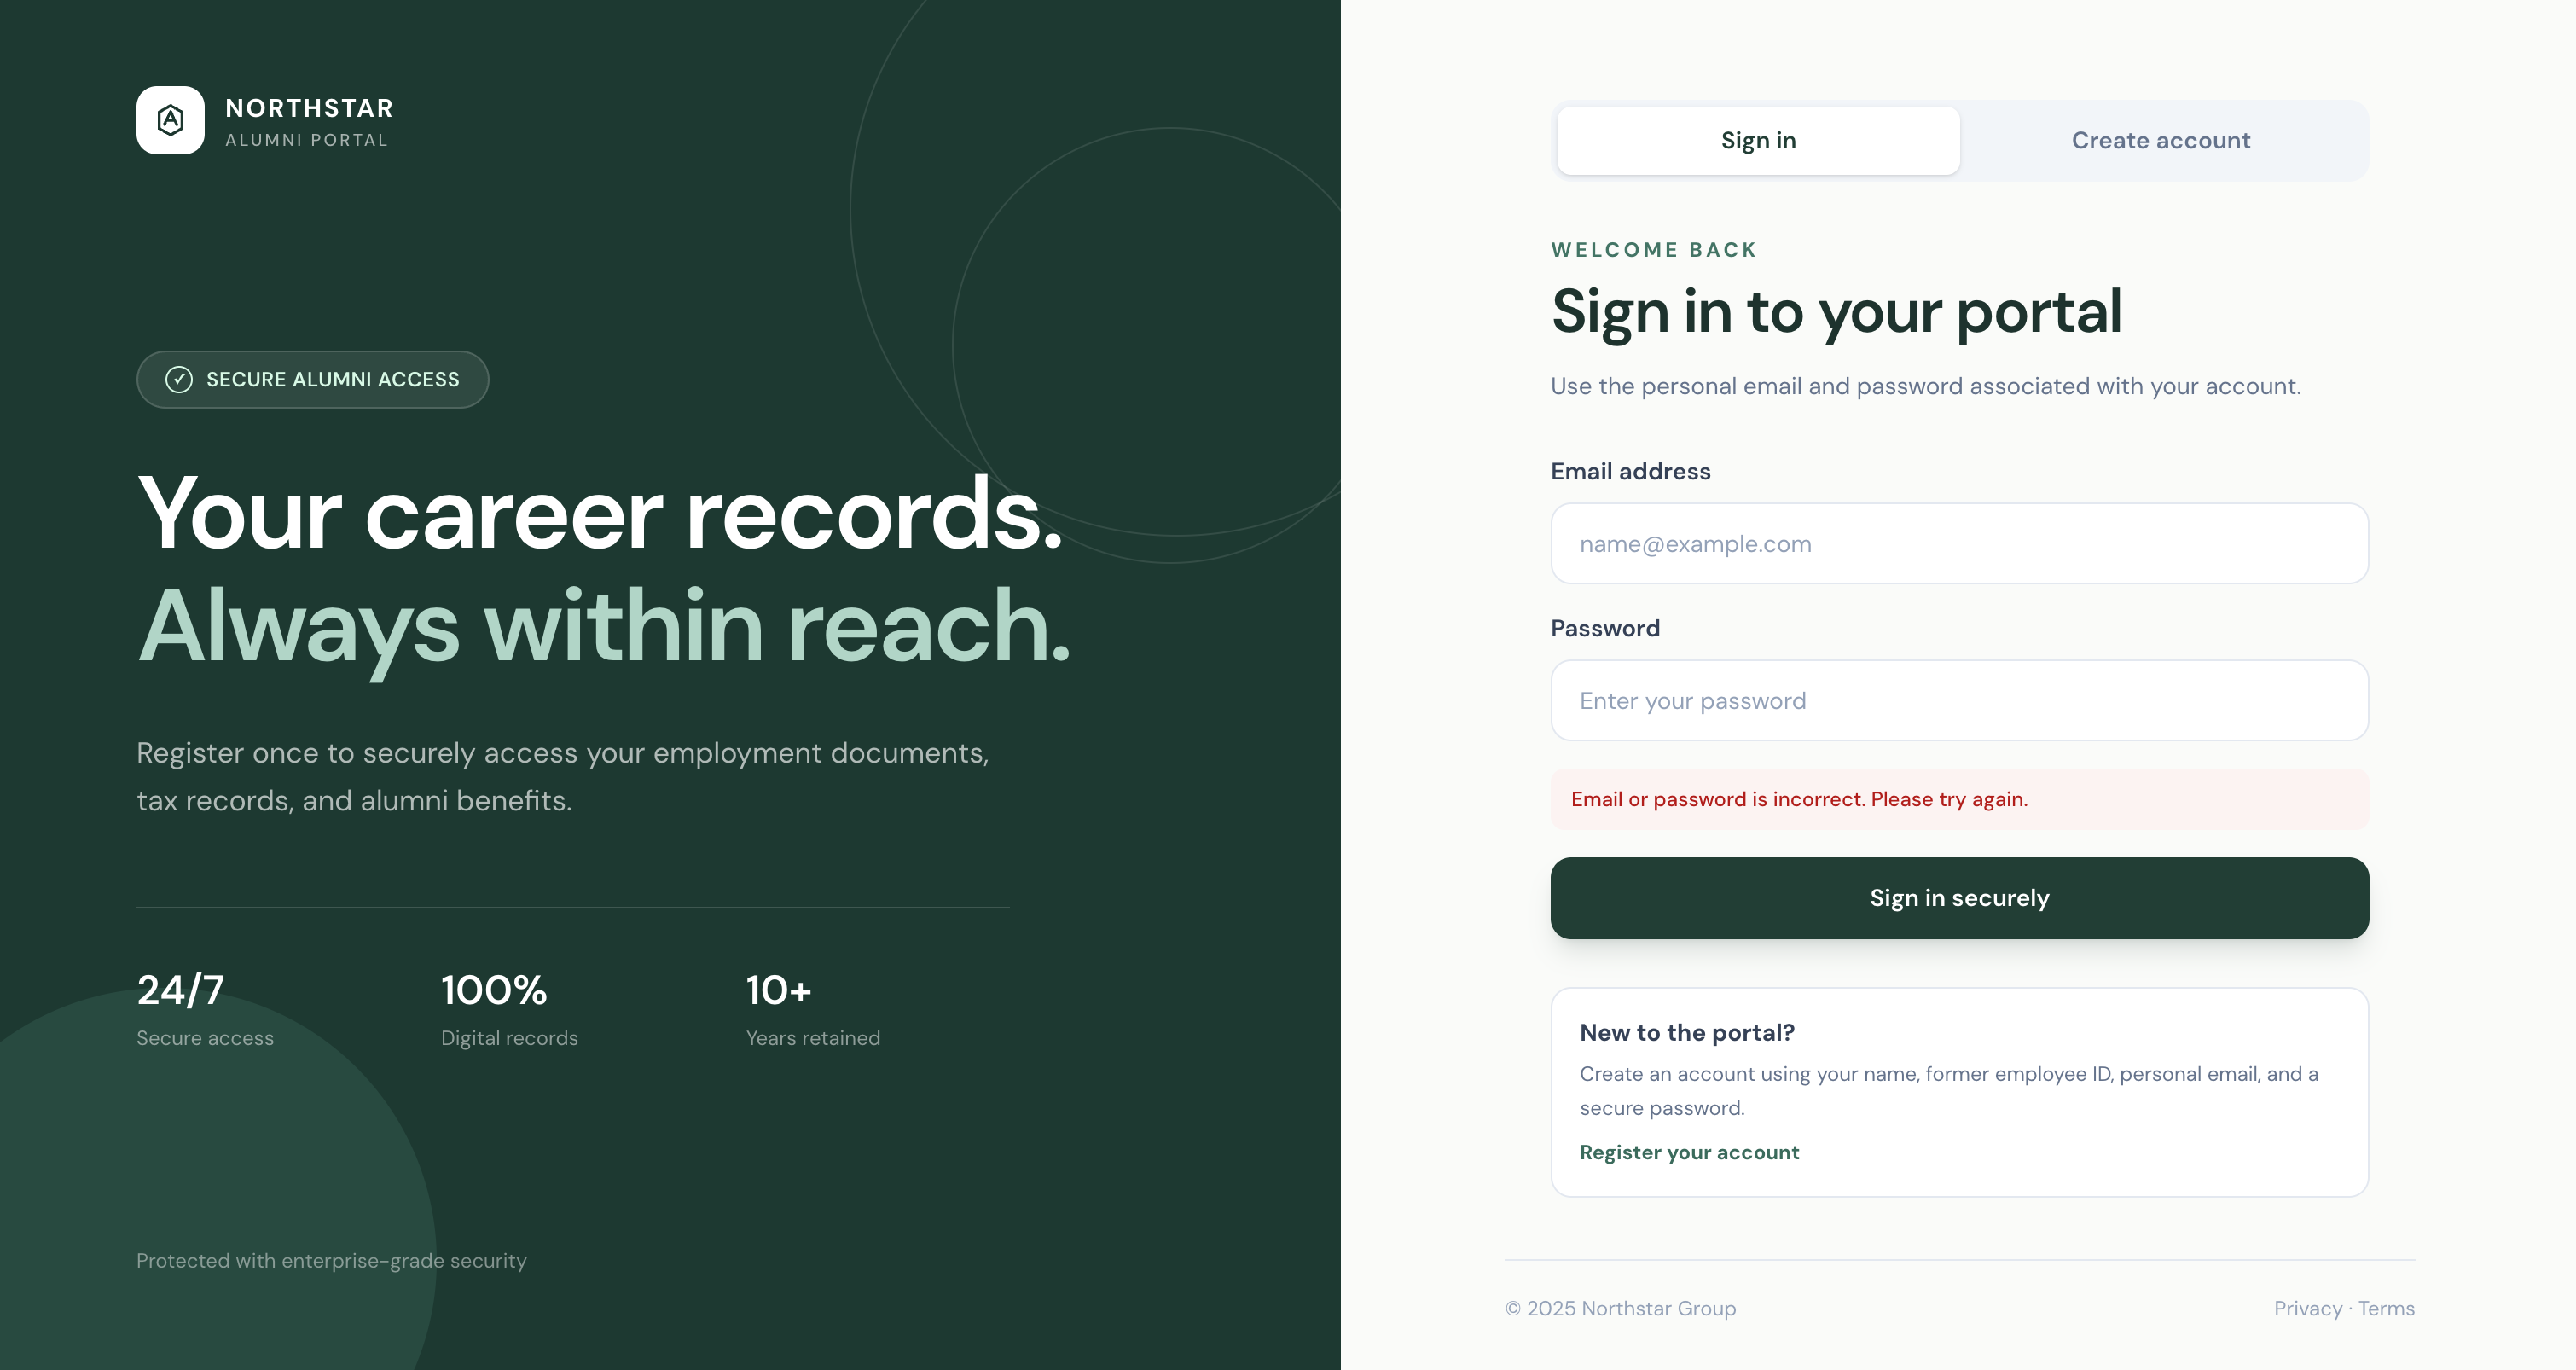 NORTHSTAR
ALUMNI PORTAL
SECURE ALUMNI ACCESS
Your career records.
Always within reach.
Register once to securely access your employment documents,
tax records, and alumni benefits.
24/7
Secure access
100%
Digital records
10+
Years retained
Protected with enterprise-grade security
Sign in
Create account
WELCOME BACK
Sign in to your portal
Use the personal email and password associated with your account.
Email address
name@example.com
Password
Enter your password
Email or password is incorrect. Please try again.
Sign in securely
New to the portal?
Create an account using your name, former employee ID, personal email, and a
secure password.
Register your account
© 2025 Northstar Group
Privacy · Terms